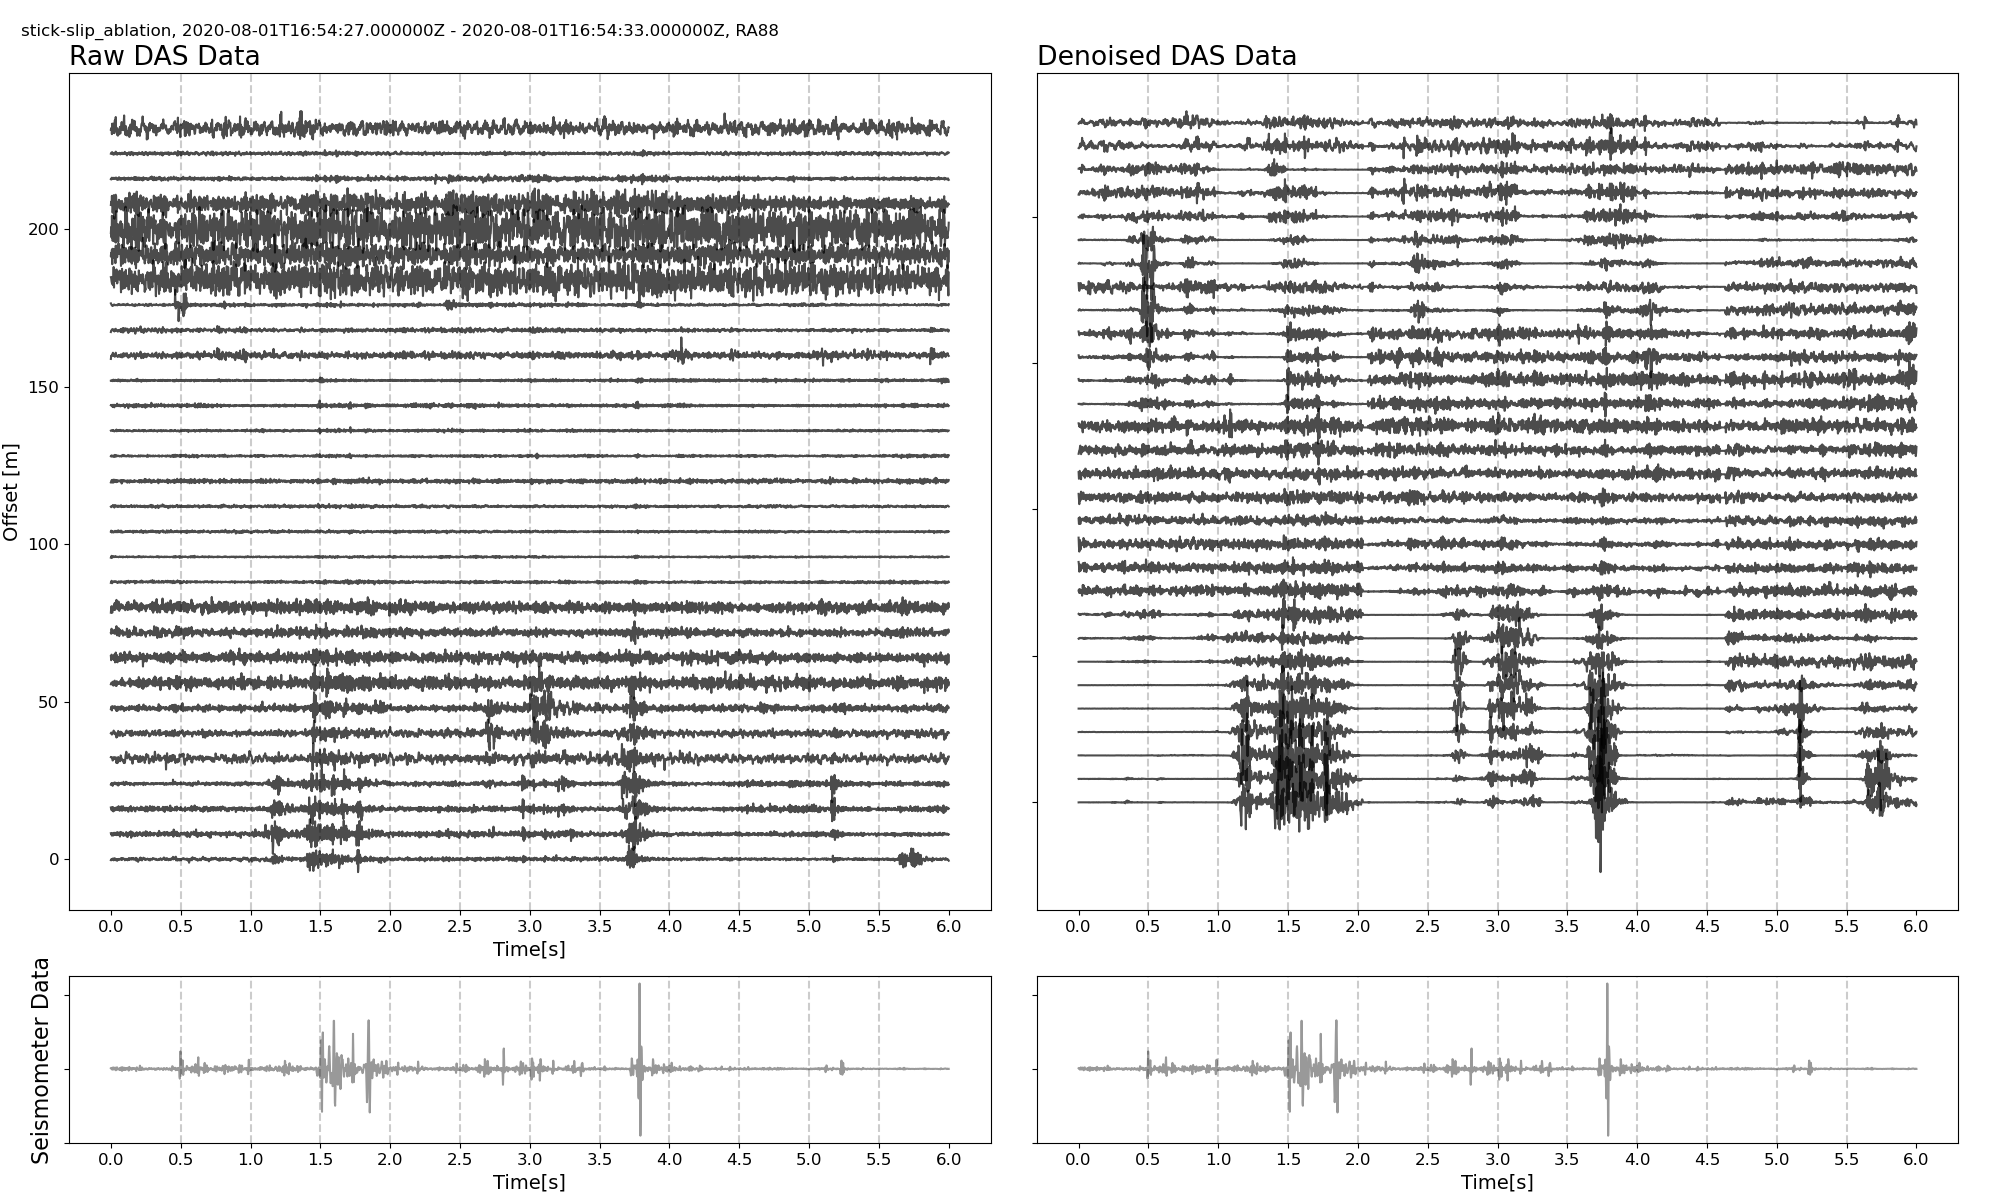 stick-slip_ablation, 2020-08-01T16:54:27.000000Z - 2020-08-01T16:54:33.000000Z, RA88
Raw DAS Data
Denoised DAS Data
Offset [m]
200
150
100
50
0
0.0 0.5 1.0 1.5 2.0 2.5 3.0 3.5 4.0 4.5 5.0 5.5 6.0
Time[s]
0.0 0.5 1.0 1.5 2.0 2.5 3.0 3.5 4.0 4.5 5.0 5.5 6.0
Seismometer Data
0.0 0.5 1.0 1.5 2.0 2.5 3.0 3.5 4.0 4.5 5.0 5.5 6.0
Time[s]
0.0 0.5 1.0 1.5 2.0 2.5 3.0 3.5 4.0 4.5 5.0 5.5 6.0
Time[s]